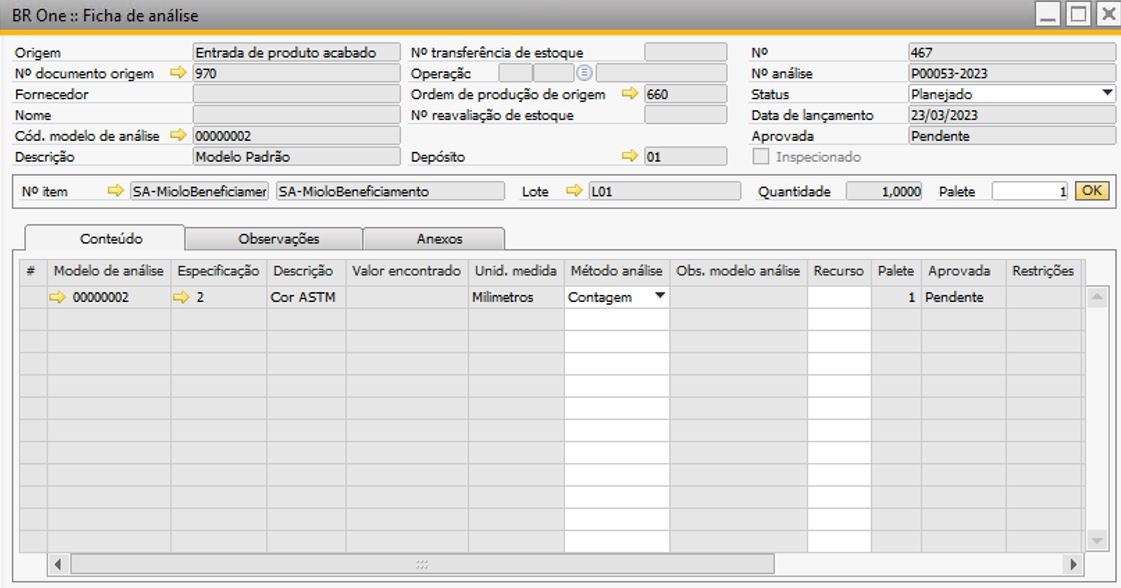 BR One :: Ficha de análise
Origem Entrada de produto acabado Nº transferência de estoque Nº 467
Nº documento origem 970 Operação Nº análise P00053-2023
Fornecedor Ordem de produção de origem 660 Status Planejado
Nome Nº reavaliação de estoque Data de lançamento 23/03/2023
Cód. modelo de análise 00000002 Aprovada Pendente
Descrição Modelo Padrão Depósito 01 Inspecionado
Nº item SA-MioloBeneficiamer SA-MioloBeneficiamento Lote L01 Quantidade 1,0000 Palete 1 OK
Conteúdo Observações Anexos
# Modelo de análise Especificação Descrição Valor encontrado Unid. medida Método análise Obs. modelo análise Recurso Palete Aprovada Restrições
00000002 2 Cor ASTM Milimetros Contagem 1 Pendente